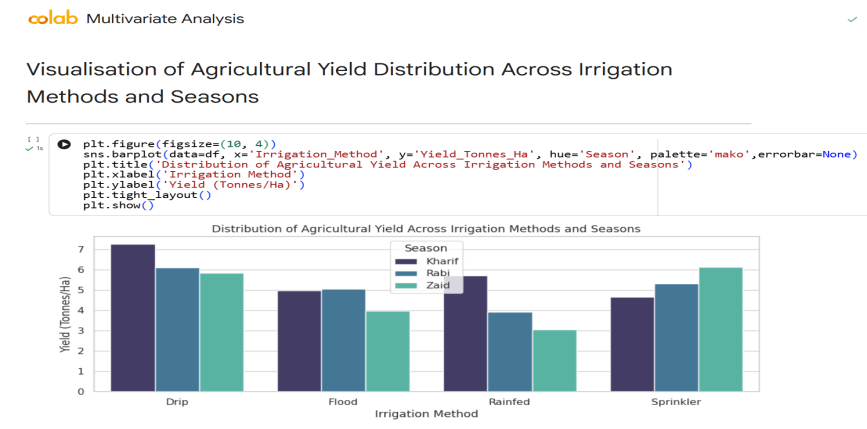 colab Multivariate Analysis
Visualisation of Agricultural Yield Distribution Across Irrigation
Methods and Seasons
[ ]
1s
plt.figure(figsize=(10, 4))
sns.barplot(data=df, x='Irrigation_Method', y='Yield_Tonnes_Ha', hue='Season', palette='mako',errorbar=None)
plt.title('Distribution of Agricultural Yield Across Irrigation Methods and Seasons')
plt.xlabel('Irrigation Method')
plt.ylabel('Yield (Tonnes/Ha)')
plt.tight_layout()
plt.show()
Distribution of Agricultural Yield Across Irrigation Methods and Seasons
Season
Kharif
Rabi
Zaid
Yield (Tonnes/Ha)
7
6
5
4
3
2
1
0
Drip Flood Rainfed Sprinkler
Irrigation Method